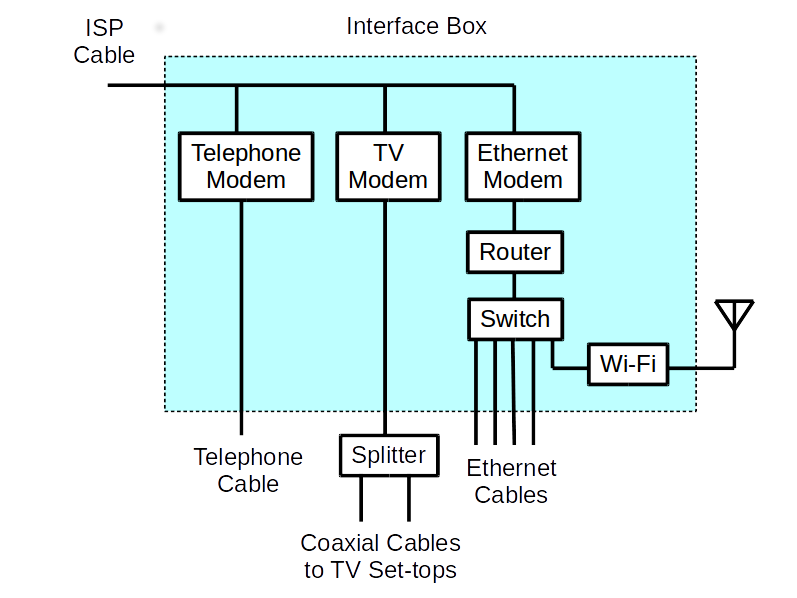 ISP
Cable
Interface Box
Telephone
Modem
TV
Modem
Ethernet
Modem
Router
Switch
Wi-Fi
Telephone
Cable
Splitter
Ethernet
Cables
Coaxial Cables
to TV Set-tops